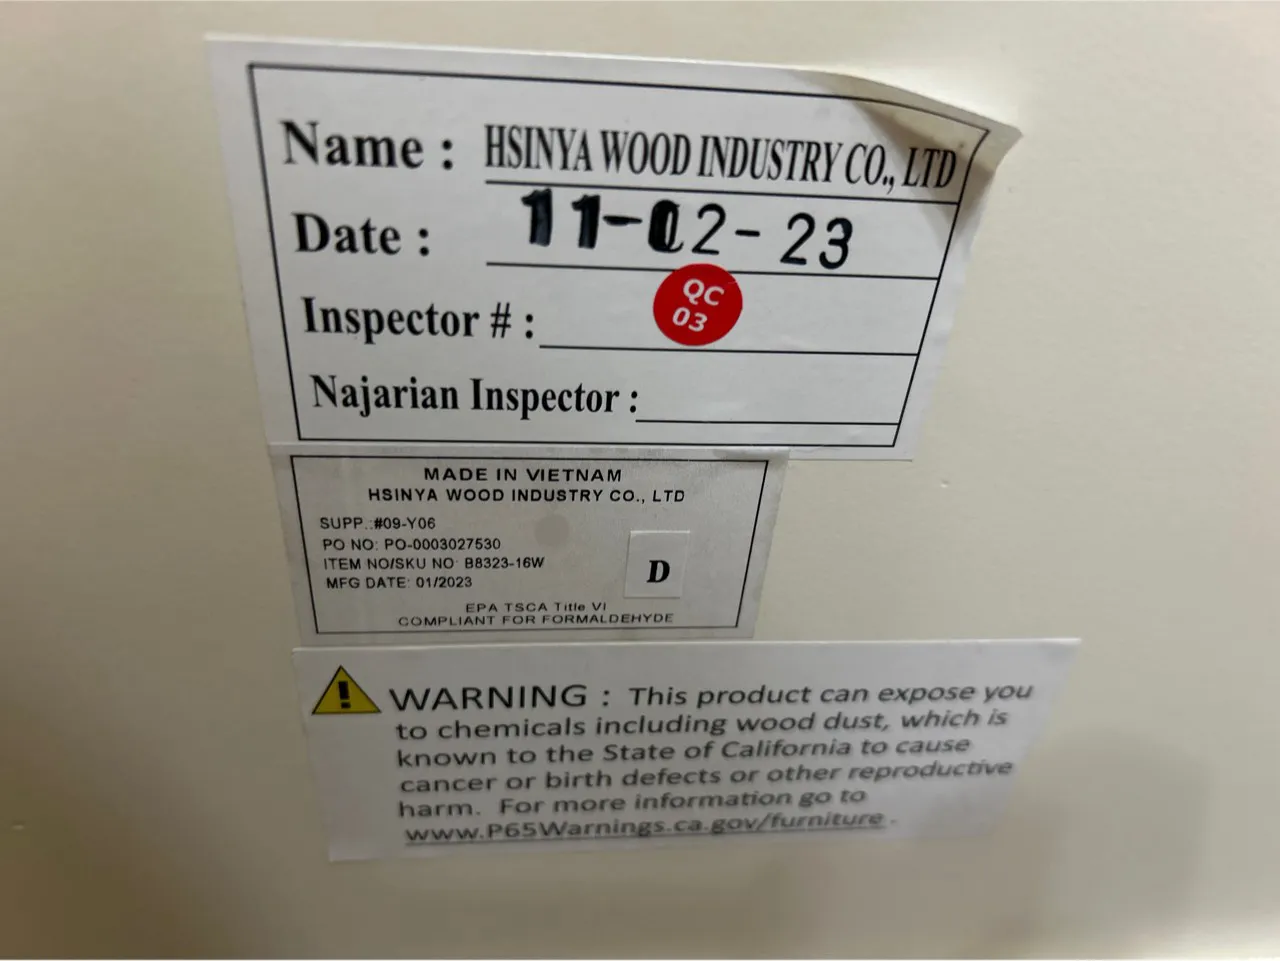 Name : HSINYA WOOD INDUSTRY CO., LTD
Date : 11-02-23
Inspector # : QC 03
Najarian Inspector :
MADE IN VIETNAM
HSINYA WOOD INDUSTRY CO., LTD
SUPP.:#09-Y06
PO NO: PO-0003027530
ITEM NO/SKU NO: B8323-16W
MFG DATE: 01/2023
D
EPA TSCA Title VI
COMPLIANT FOR FORMALDEHYDE
WARNING : This product can expose you
to chemicals including wood dust, which is
known to the State of California to cause
cancer or birth defects or other reproductive
harm. For more information go to
www.P65Warnings.ca.gov/furniture .